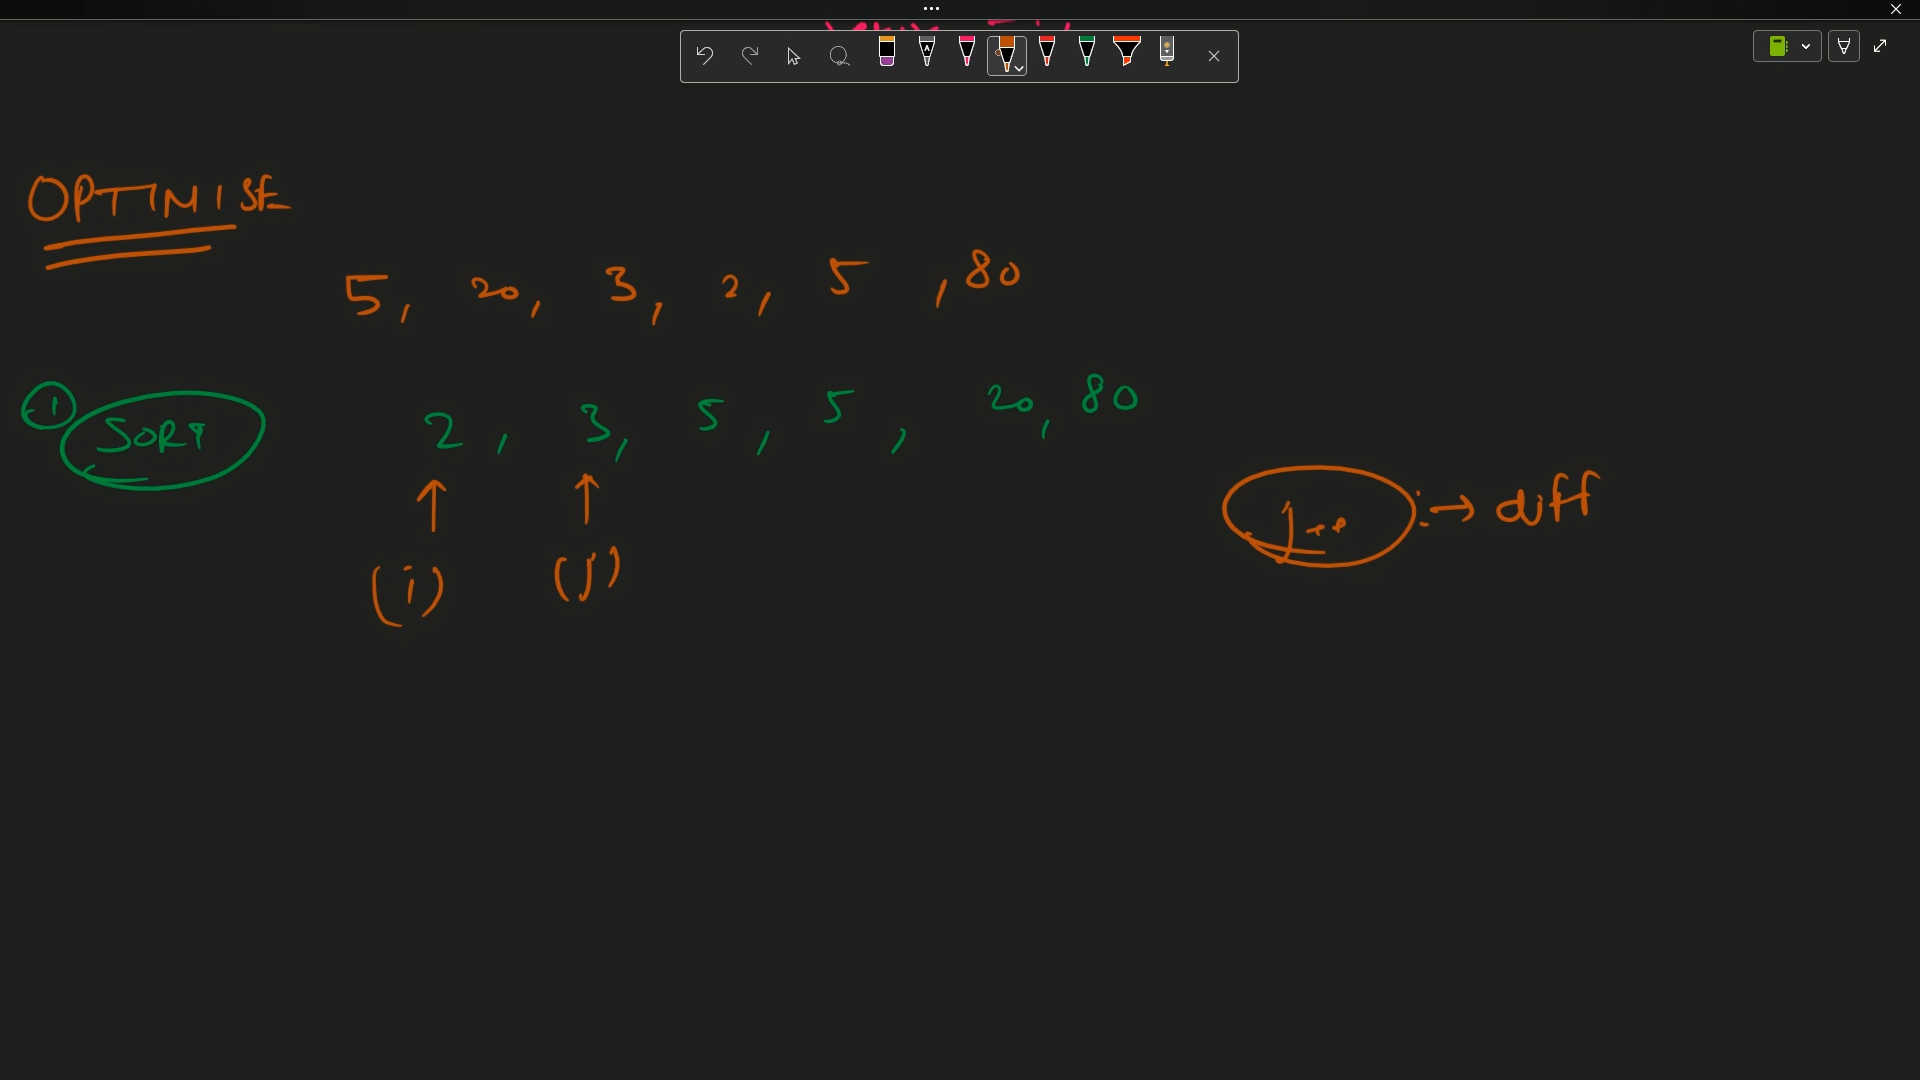 OPTIMISE
5, 20, 3, 2, 5, 80
1 SORT 2, 3, 5, 5, 20, 80
j++ : → diff
(i) (j)